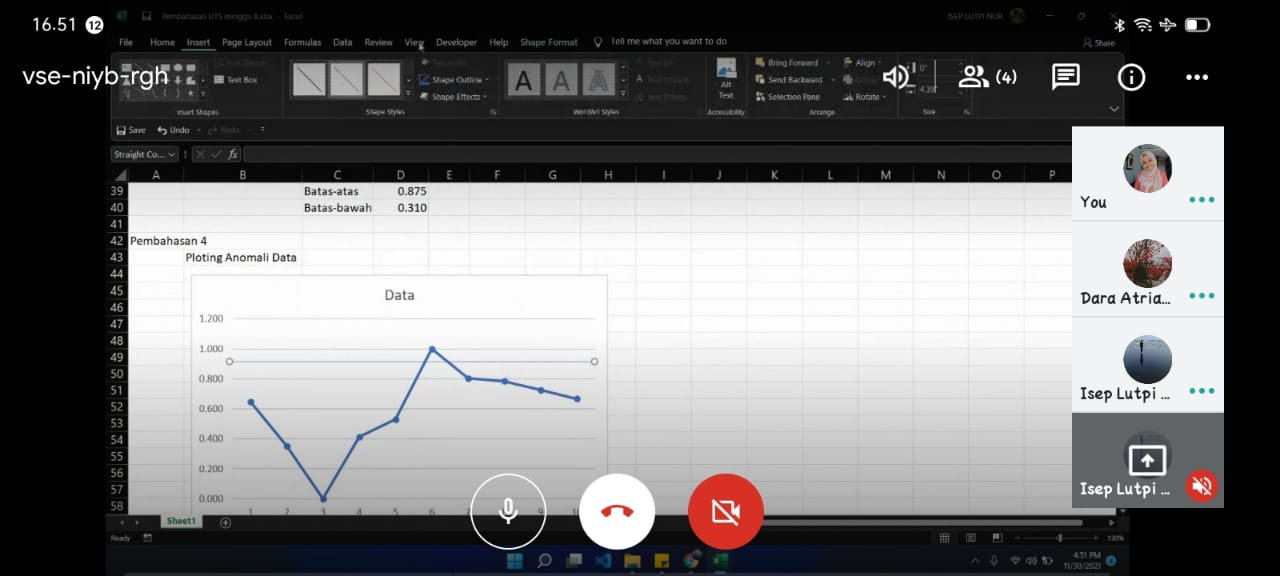 16.51 12
Pembahasan UTS minggu 8.xlsx - Excel
ISEP LUTPI NUR
File Home Insert Page Layout Formulas Data Review View Developer Help Shape Format Tell me what you want to do
Share
vse-niyb-rgh
(4)
Text Box
Shape Outline
Shape Effects
Alt
Text
Bring Forward
Send Backward
Selection Pane
Align
Rotate
Insert Shapes
Shape Styles
WordArt Styles
Accessibility
Arrange
Size
Save Undo Redo
Straight Co...
fx
A B C D E F G H I J K L M N O P
39 Batas-atas 0.875
40 Batas-bawah 0.310
41
42 Pembahasan 4
43 Ploting Anomali Data
44
45
46
47
48
49
50
51
52
53
54
55
56
57
58
Data
1.200
1.000
0.800
0.600
0.400
0.200
0.000
1 2 3 4 5 6
You
Dara Atria...
Isep Lutpi ...
Isep Lutpi ...
Sheet1
Ready
130%
4:51 PM
11/30/2021